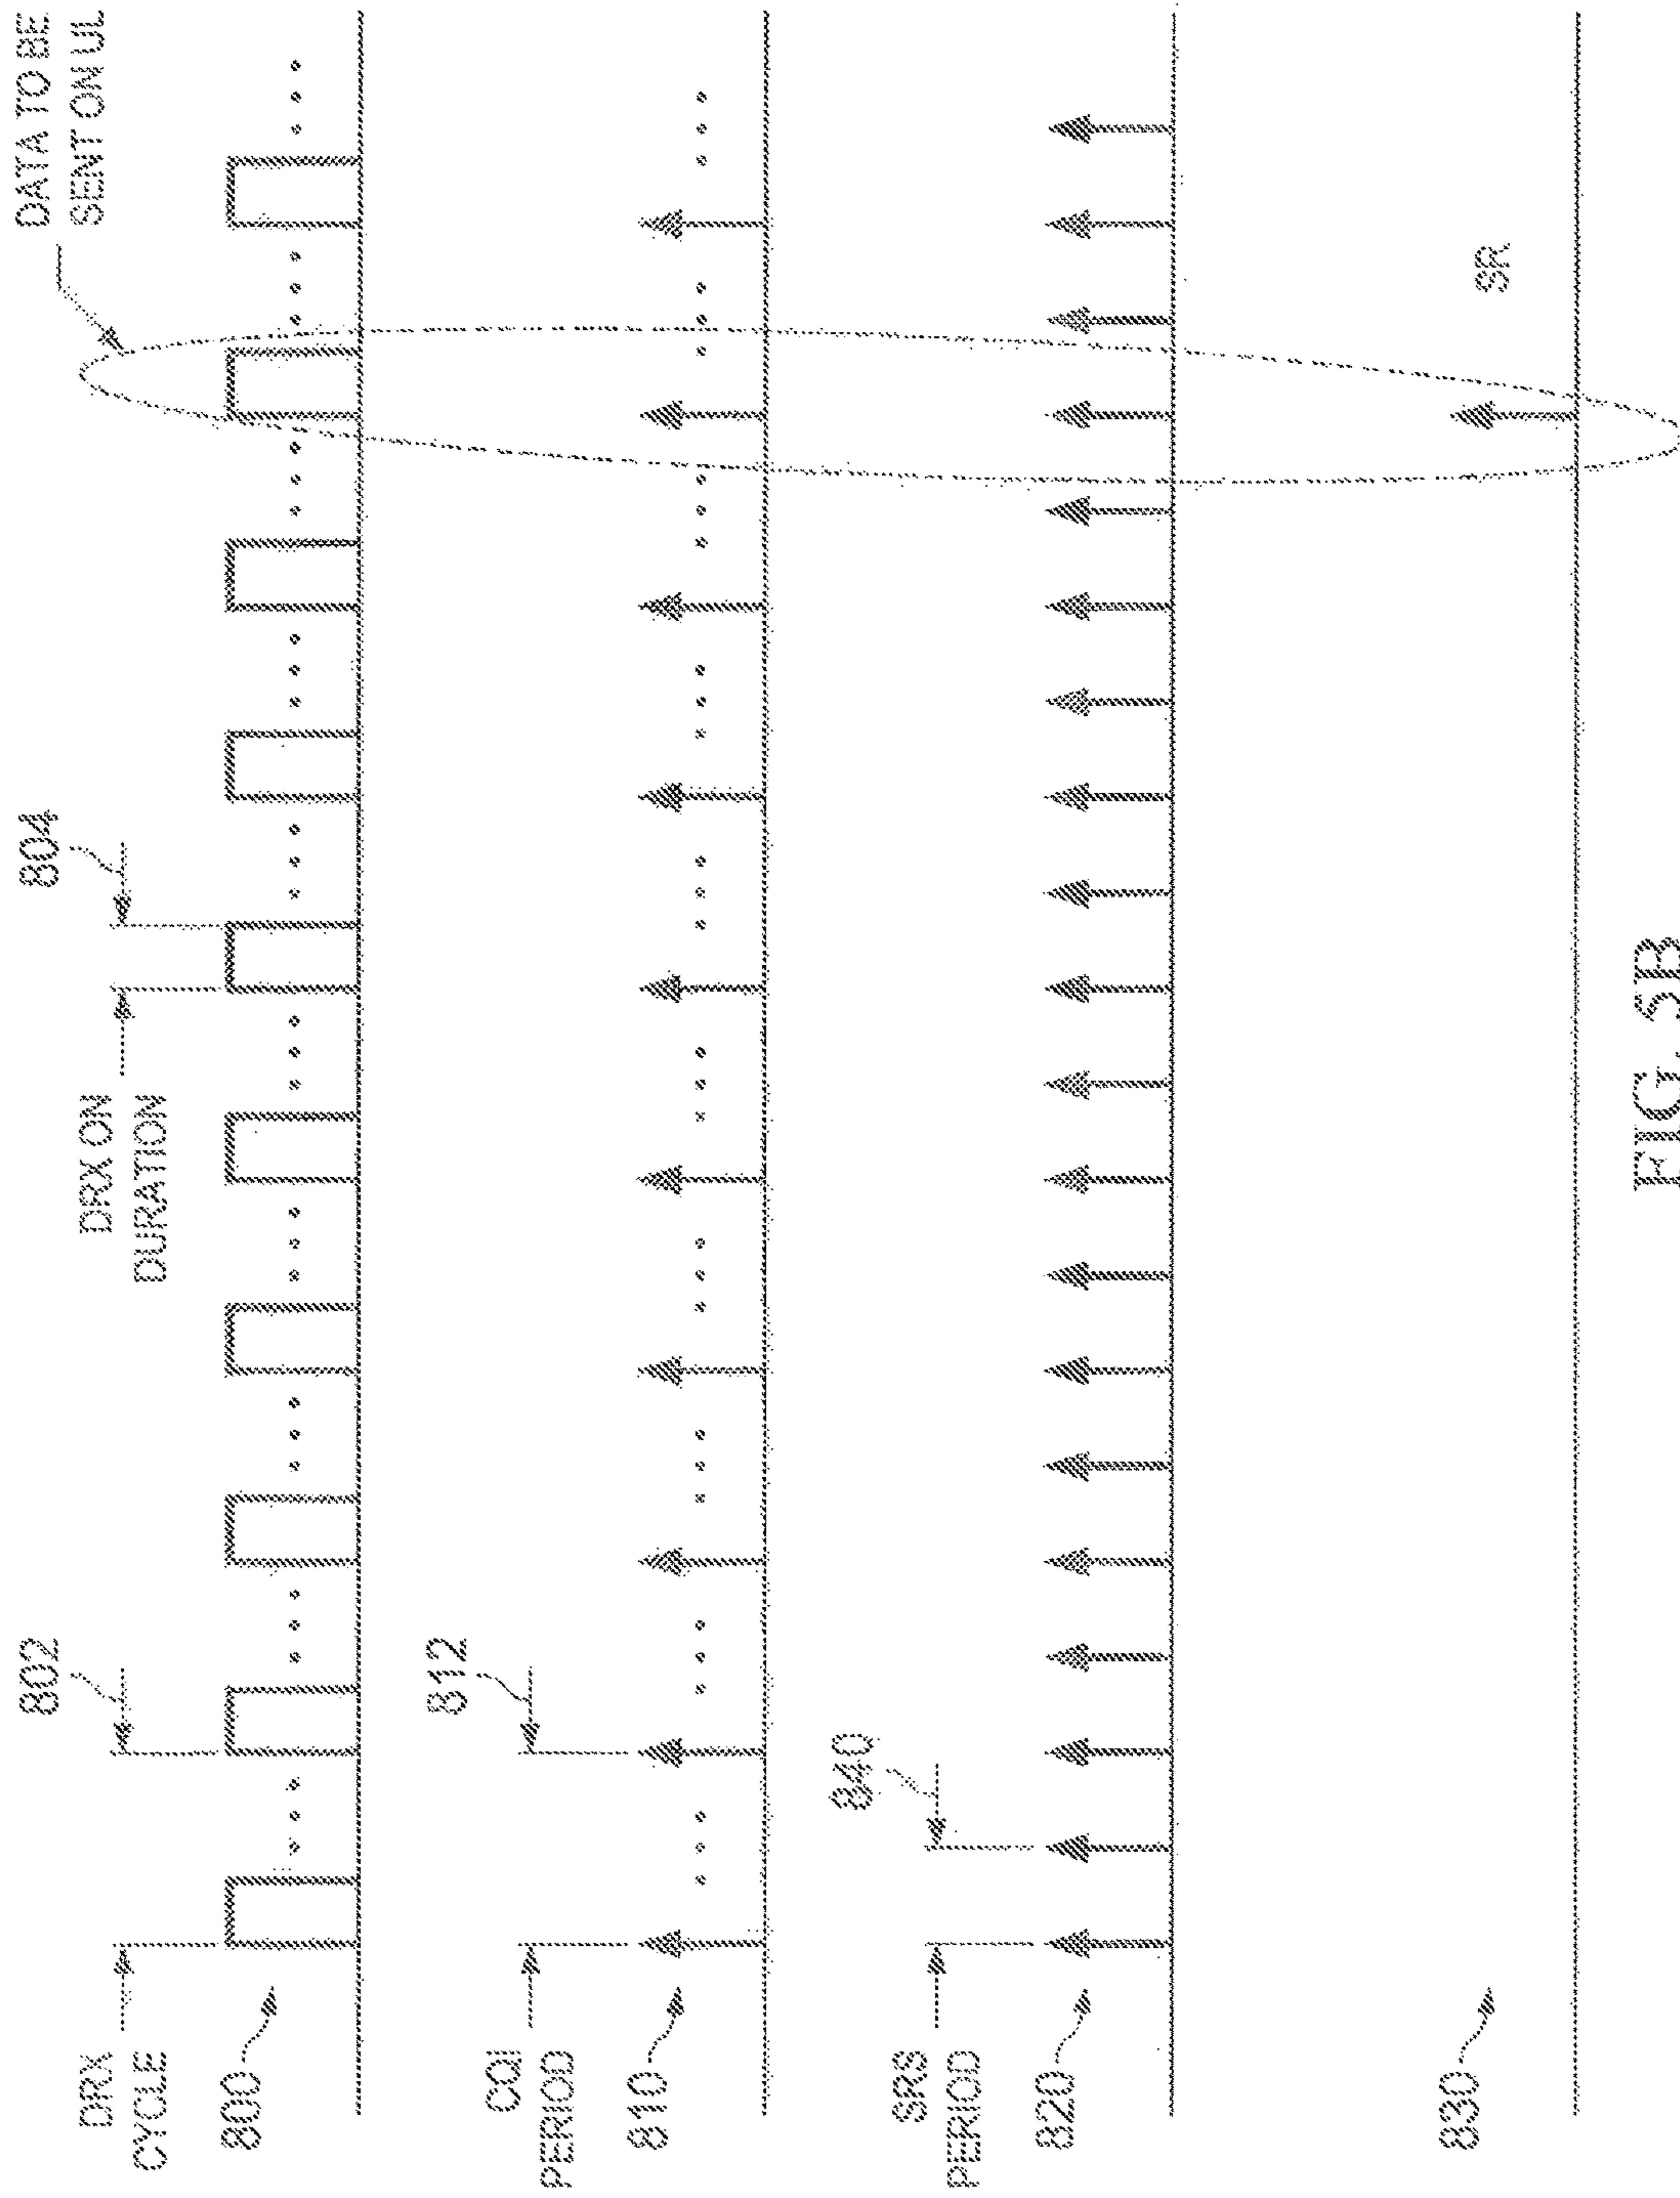 DRX
CYCLE
802
DRX ON
DURATION
804
DATA TO BE
SENT ON UL
800
CQI
PERIOD
812
810
SRS
PERIOD
840
820
SR
830
FIG. 5B